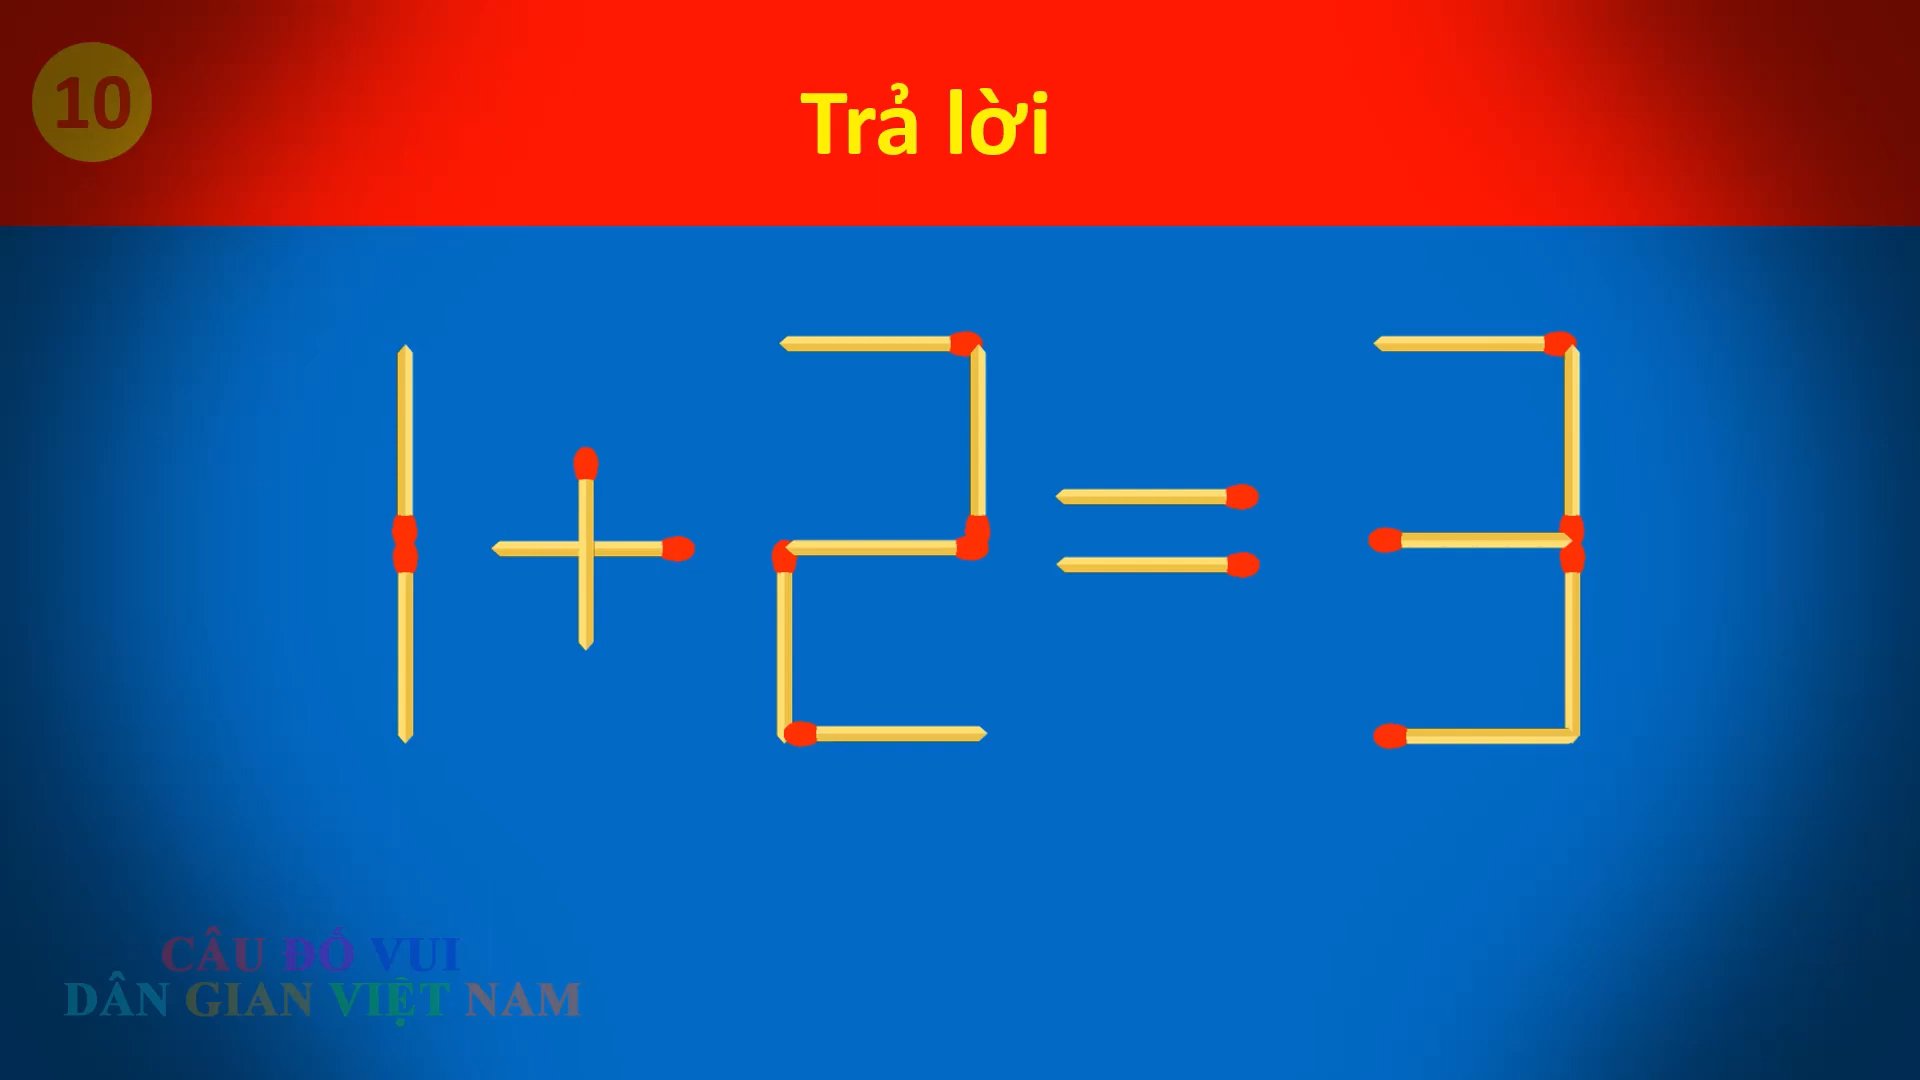 10
Trả lời
1 + 2 = 3
CÂU ĐỐ VUI
DÂN GIAN VIỆT NAM